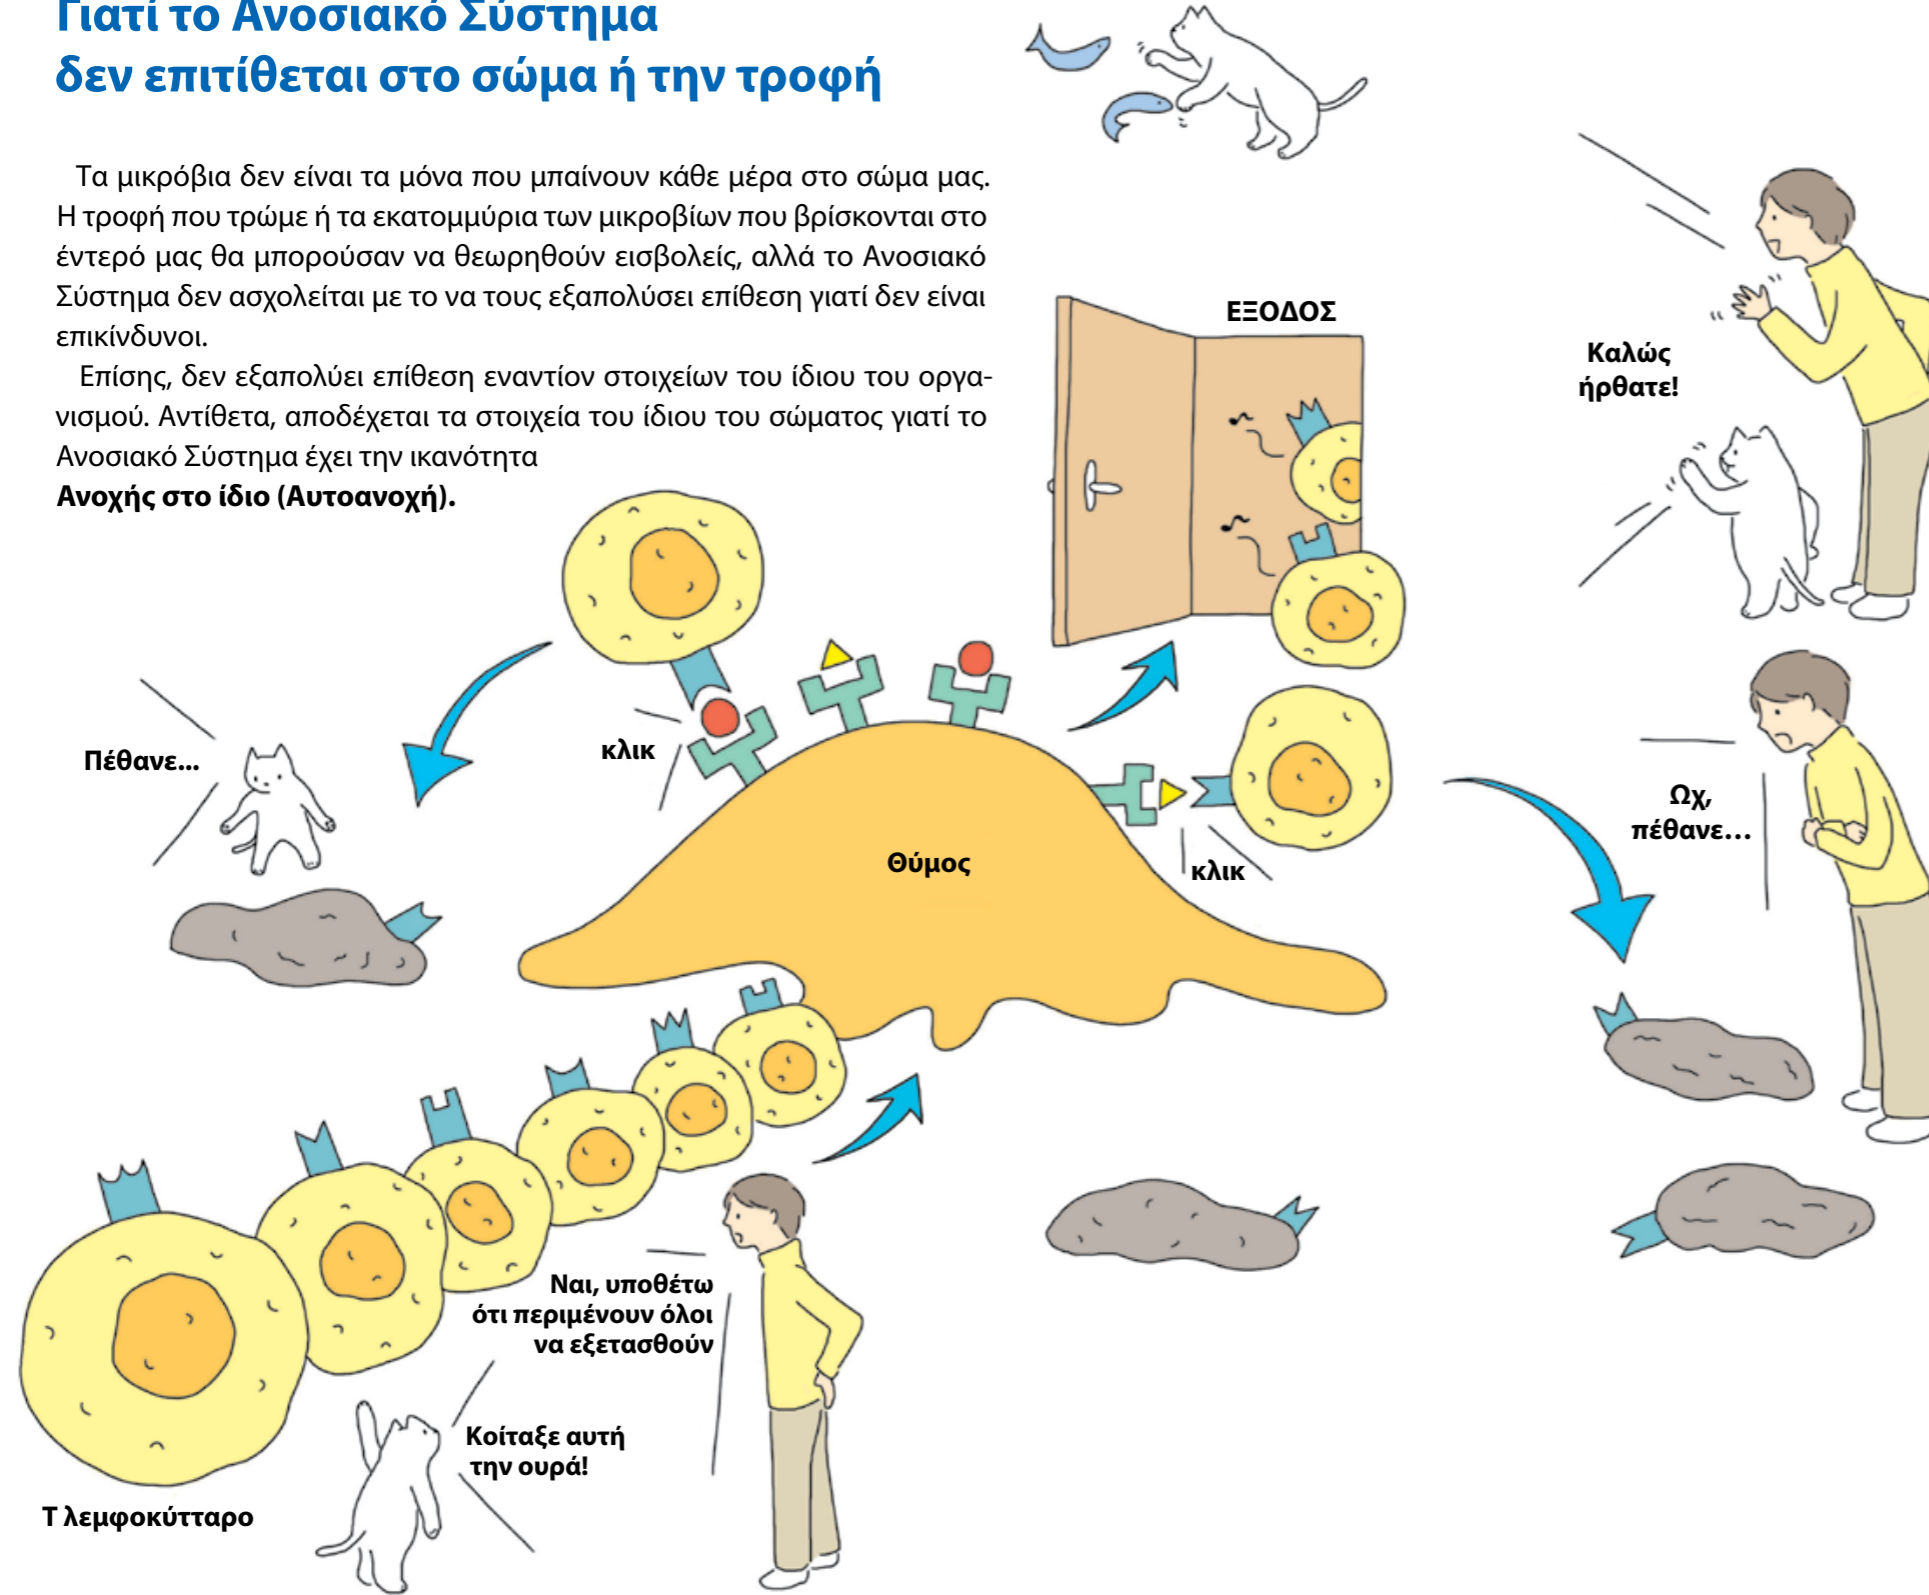 Γιατί το Ανοσιακό Σύστημα
δεν επιτίθεται στο σώμα ή την τροφή
Τα μικρόβια δεν είναι τα μόνα που μπαίνουν κάθε μέρα στο σώμα μας.
Η τροφή που τρώμε ή τα εκατομμύρια των μικροβίων που βρίσκονται στο
έντερό μας θα μπορούσαν να θεωρηθούν εισβολείς, αλλά το Ανοσιακό
Σύστημα δεν ασχολείται με το να τους εξαπολύσει επίθεση γιατί δεν είναι
επικίνδυνοι.
Επίσης, δεν εξαπολύει επίθεση εναντίον στοιχείων του ίδιου του οργα-
νισμού. Αντίθετα, αποδέχεται τα στοιχεία του ίδιου του σώματος γιατί το
Ανοσιακό Σύστημα έχει την ικανότητα
Ανοχής στο ίδιο (Αυτοανοχή).
ΕΞΟΔΟΣ
Καλώς
ήρθατε!
Πέθανε...
κλικ
Θύμος
κλικ
Ωχ,
πέθανε...
Ναι, υποθέτω
ότι περιμένουν όλοι
να εξετασθούν
Κοίταξε αυτή
την ουρά!
Τ λεμφοκύτταρο